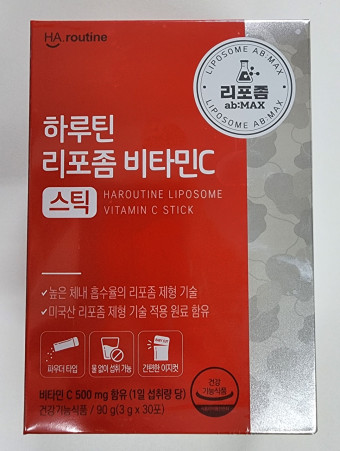 HA.routine
LIPOSOME AB:MAX
리포좀
ab:MAX
LIPOSOME AB:MAX
하루틴
리포좀 비타민C
스틱
HAROUTINE LIPOSOME
VITAMIN C STICK
✓높은 체내 흡수율의 리포좀 제형 기술
✓미국산 리포좀 제형 기술 적용 원료 함유
파우더 타입
물 없이 섭취 가능
간편한 이지컷
건강
기능식품
비타민 C 500 mg 함유 (1일 섭취량 당)
건강기능식품 / 90 g(3 g x 30포)